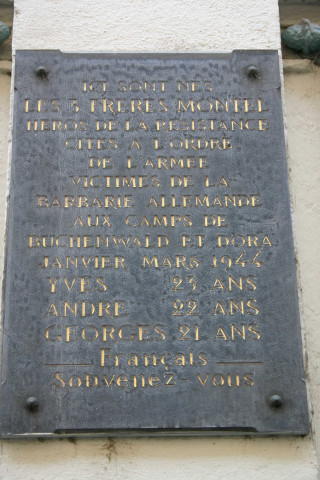 ICI SONT NES
LES 3 FRERES MONTEL
HEROS DE LA RESISTANCE
CITES A L'ORDRE
DE L'ARMEE
VICTIMES DE LA
BARBARIE ALLEMANDE
AUX CAMPS DE
BUCHENWALD ET DORA
JANVIER MARS 1944
YVES 23 ANS
ANDRE 22 ANS
GEORGES 21 ANS
Francais
Souvenez-vous